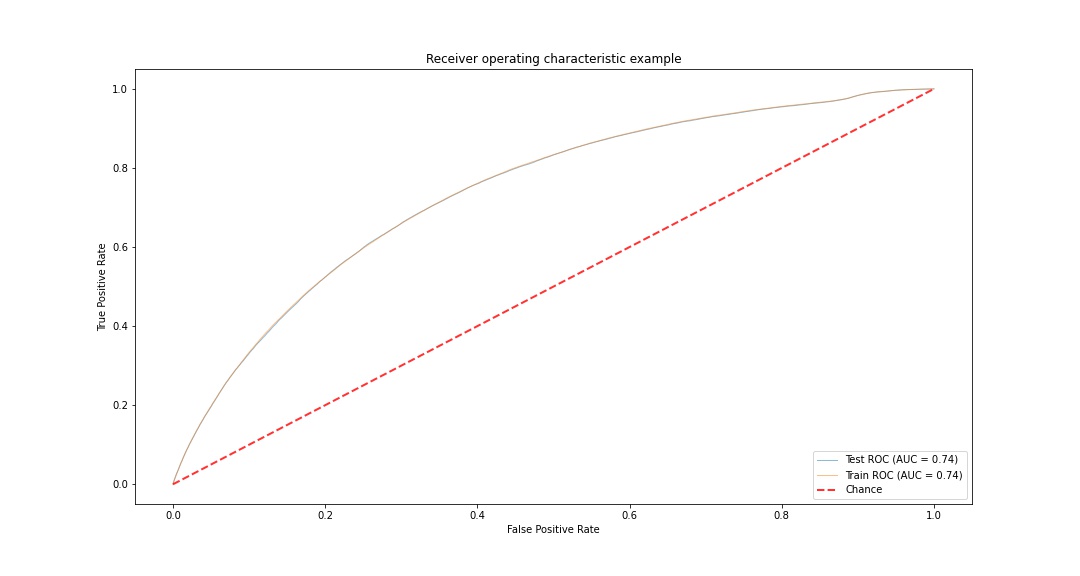 Receiver operating characteristic example
True Positive Rate
1.0
0.8
0.6
0.4
0.2
0.0
0.0 0.2 0.4 0.6 0.8 1.0
False Positive Rate
Test ROC (AUC = 0.74)
Train ROC (AUC = 0.74)
Chance